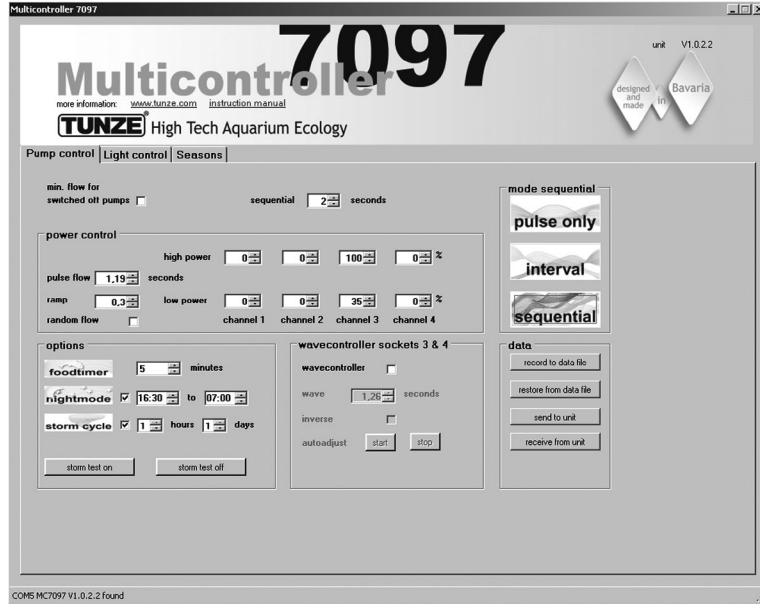 Multicontroller 7097
7097
unit V1.0.2.2
Multicontroller
more information: www.tunze.com instruction manual
TUNZE® High Tech Aquarium Ecology
designed and made
in
Bavaria
Pump control Light control Seasons
min. flow for
switched off pumps
sequential 2 seconds
mode sequential
pulse only
interval
sequential
power control
high power 0 0 100 0 %
pulse flow 1,19 seconds
ramp 0,3 low power 0 0 35 0 %
random flow channel 1 channel 2 channel 3 channel 4
options
foodtimer 5 minutes
nightmode 16:30 to 07:00
storm cycle 1 hours 1 days
storm test on storm test off
wavecontroller sockets 3 & 4
wavecontroller
wave 1,26 seconds
inverse
autoadjust start stop
data
record to data file
restore from data file
send to unit
receive from unit
COM5 MC7097 V1.0.2.2 found